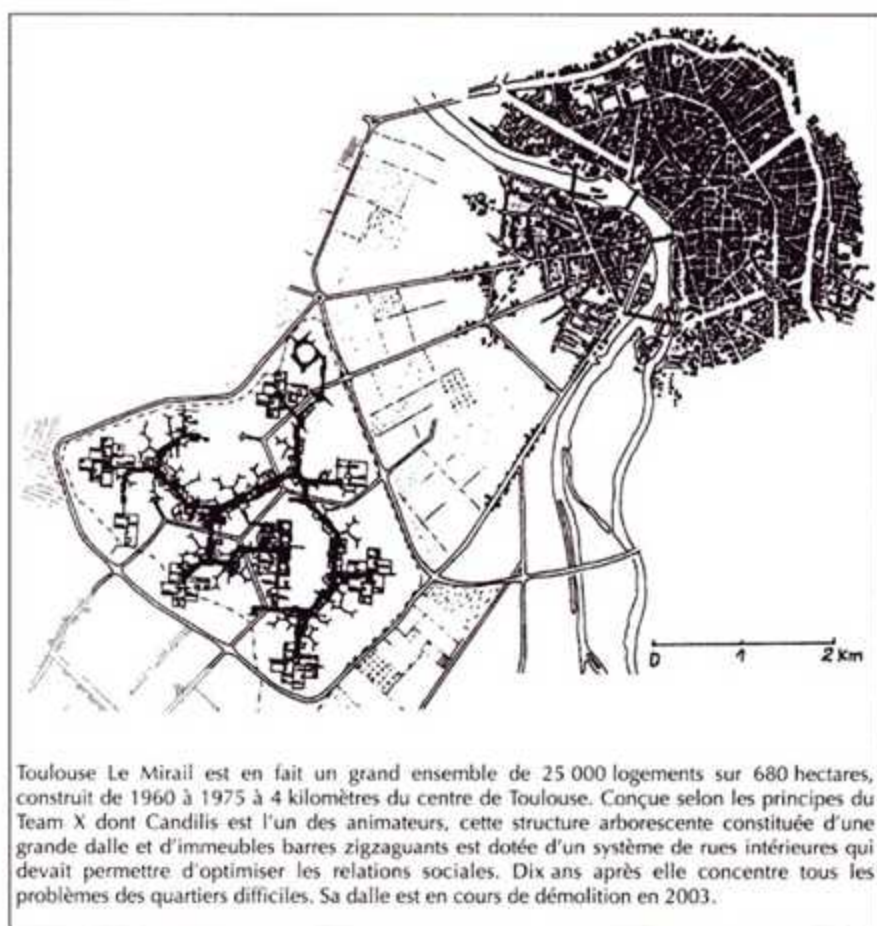 0 1 2 Km
Toulouse Le Mirail est en fait un grand ensemble de 25 000 logements sur 680 hectares,
construit de 1960 à 1975 à 4 kilomètres du centre de Toulouse. Conçue selon les principes du
Team X dont Candilis est l'un des animateurs, cette structure arborescente constituée d'une
grande dalle et d'immeubles barres zigzaguants est dotée d'un système de rues intérieures qui
devait permettre d'optimiser les relations sociales. Dix ans après elle concentre tous les
problèmes des quartiers difficiles. Sa dalle est en cours de démolition en 2003.